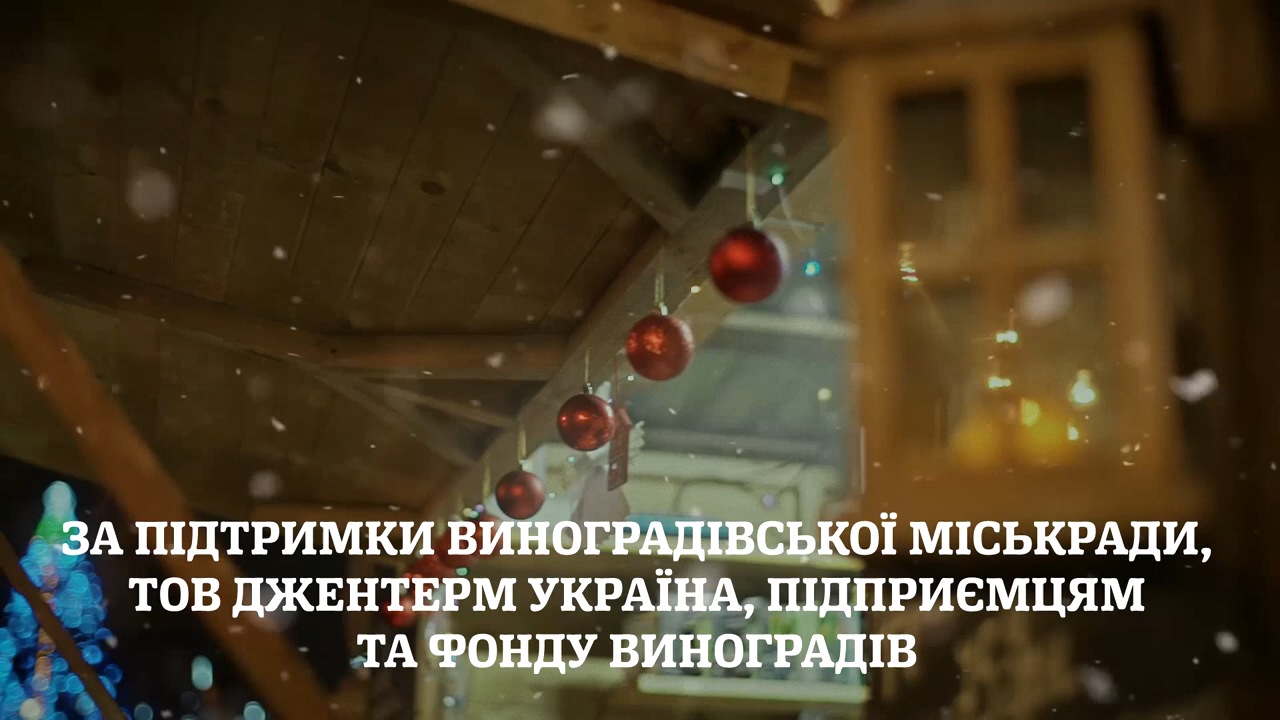 ЗА ПІДТРИМКИ ВИНОГРАДІВСЬКОЇ МІСЬКРАДИ,
ТОВ ДЖЕНТЕРМ УКРАЇНА, ПІДПРИЄМЦЯМ
ТА ФОНДУ ВИНОГРАДІВ